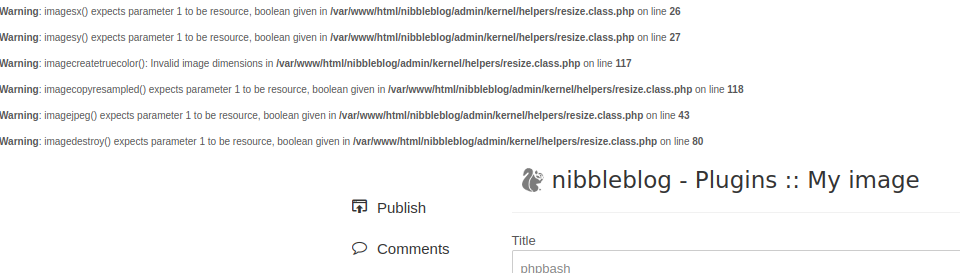 Warning: imagesx() expects parameter 1 to be resource, boolean given in /var/www/html/nibbleblog/admin/kernel/helpers/resize.class.php on line 26
Warning: imagesy() expects parameter 1 to be resource, boolean given in /var/www/html/nibbleblog/admin/kernel/helpers/resize.class.php on line 27
Warning: imagecreatetruecolor(): Invalid image dimensions in /var/www/html/nibbleblog/admin/kernel/helpers/resize.class.php on line 117
Warning: imagecopyresampled() expects parameter 1 to be resource, boolean given in /var/www/html/nibbleblog/admin/kernel/helpers/resize.class.php on line 118
Warning: imagejpeg() expects parameter 1 to be resource, boolean given in /var/www/html/nibbleblog/admin/kernel/helpers/resize.class.php on line 43
Warning: imagedestroy() expects parameter 1 to be resource, boolean given in /var/www/html/nibbleblog/admin/kernel/helpers/resize.class.php on line 80
nibbleblog - Plugins :: My image
Publish
Comments
Title
phpbash